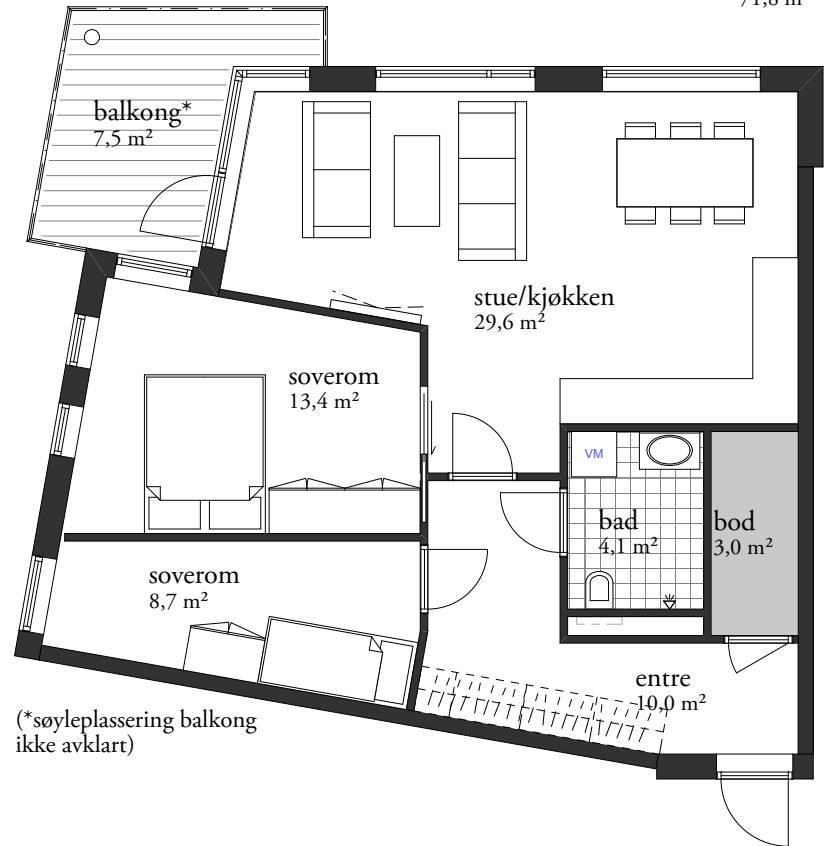 71,8 m²
balkong*
7,5 m²
stue/kjøkken
29,6 m²
soverom
13,4 m²
VM
bad
4,1 m²
bod
3,0 m²
soverom
8,7 m²
entre
10,0 m²
(*søyleplassering balkong
ikke avklart)